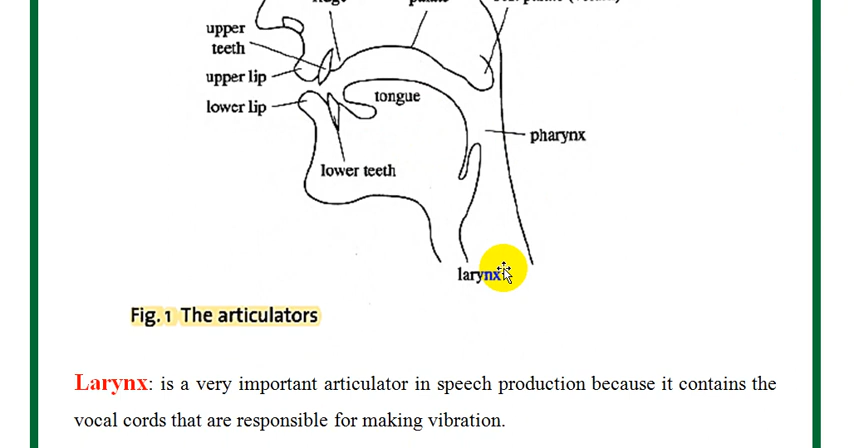 upper
teeth
upper lip
lower lip
tongue
pharynx
lower teeth
larynx
Fig. 1 The articulators
Larynx: is a very important articulator in speech production because it contains the
vocal cords that are responsible for making vibration.